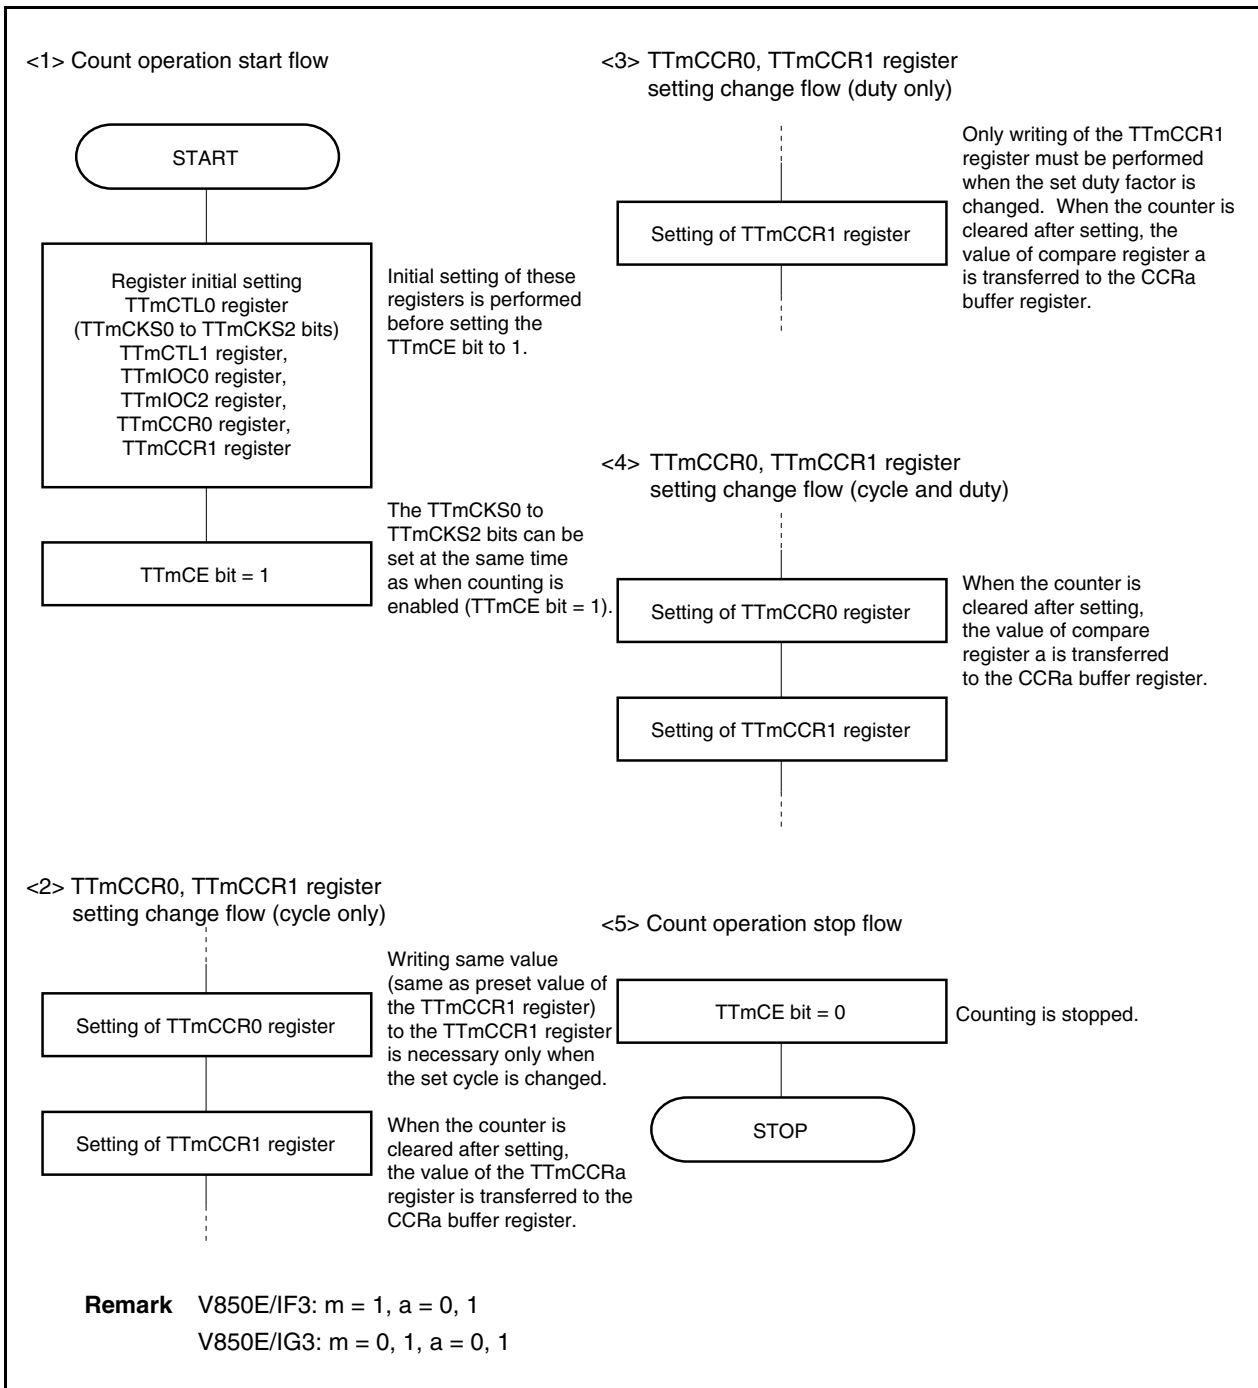 <1> Count operation start flow
START
Register initial setting
TTmCTL0 register
(TTmCKS0 to TTmCKS2 bits)
TTmCTL1 register,
TTmIOC0 register,
TTmIOC2 register,
TTmCCR0 register,
TTmCCR1 register
Initial setting of these
registers is performed
before setting the
TTmCE bit to 1.
TTmCE bit = 1
The TTmCKS0 to
TTmCKS2 bits can be
set at the same time
as when counting is
enabled (TTmCE bit = 1).
<2> TTmCCR0, TTmCCR1 register
setting change flow (cycle only)
Setting of TTmCCR0 register
Writing same value
(same as preset value of
the TTmCCR1 register)
to the TTmCCR1 register
is necessary only when
the set cycle is changed.
Setting of TTmCCR1 register
When the counter is
cleared after setting,
the value of the TTmCCRa
register is transferred to the
CCRa buffer register.
<3> TTmCCR0, TTmCCR1 register
setting change flow (duty only)
Setting of TTmCCR1 register
Only writing of the TTmCCR1
register must be performed
when the set duty factor is
changed. When the counter is
cleared after setting, the
value of compare register a
is transferred to the CCRa
buffer register.
<4> TTmCCR0, TTmCCR1 register
setting change flow (cycle and duty)
Setting of TTmCCR0 register
When the counter is
cleared after setting,
the value of compare
register a is transferred
to the CCRa buffer register.
Setting of TTmCCR1 register
<5> Count operation stop flow
TTmCE bit = 0
Counting is stopped.
STOP
Remark V850E/IF3: m = 1, a = 0, 1
V850E/IG3: m = 0, 1, a = 0, 1